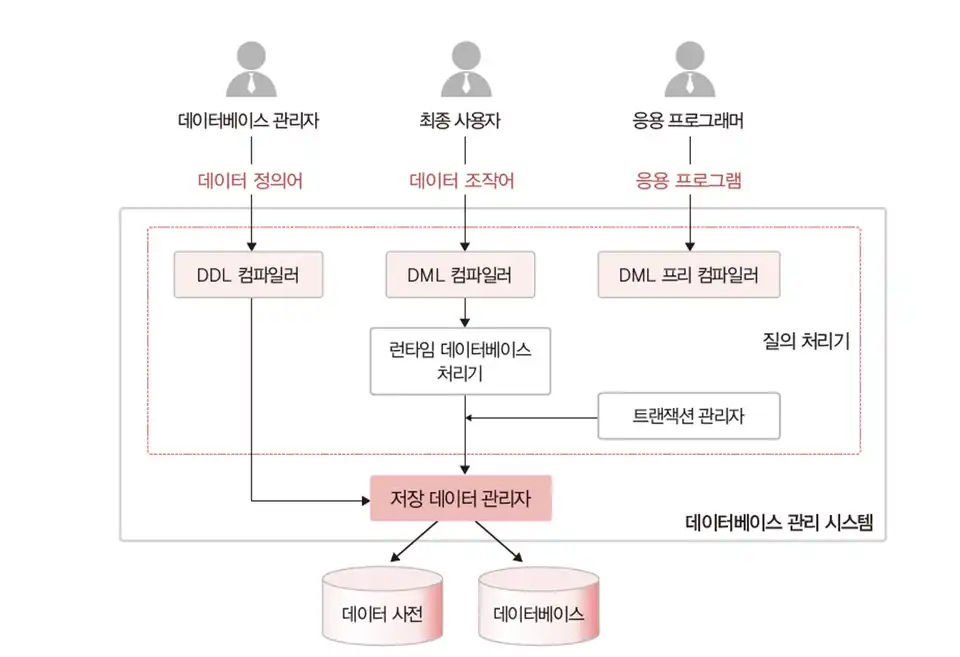 데이터베이스 관리자
최종 사용자
응용 프로그래머
데이터 정의어
데이터 조작어
응용 프로그램
DDL 컴파일러
DML 컴파일러
DML 프리 컴파일러
런타임 데이터베이스
처리기
질의 처리기
트랜잭션 관리자
저장 데이터 관리자
데이터베이스 관리 시스템
데이터 사전
데이터베이스